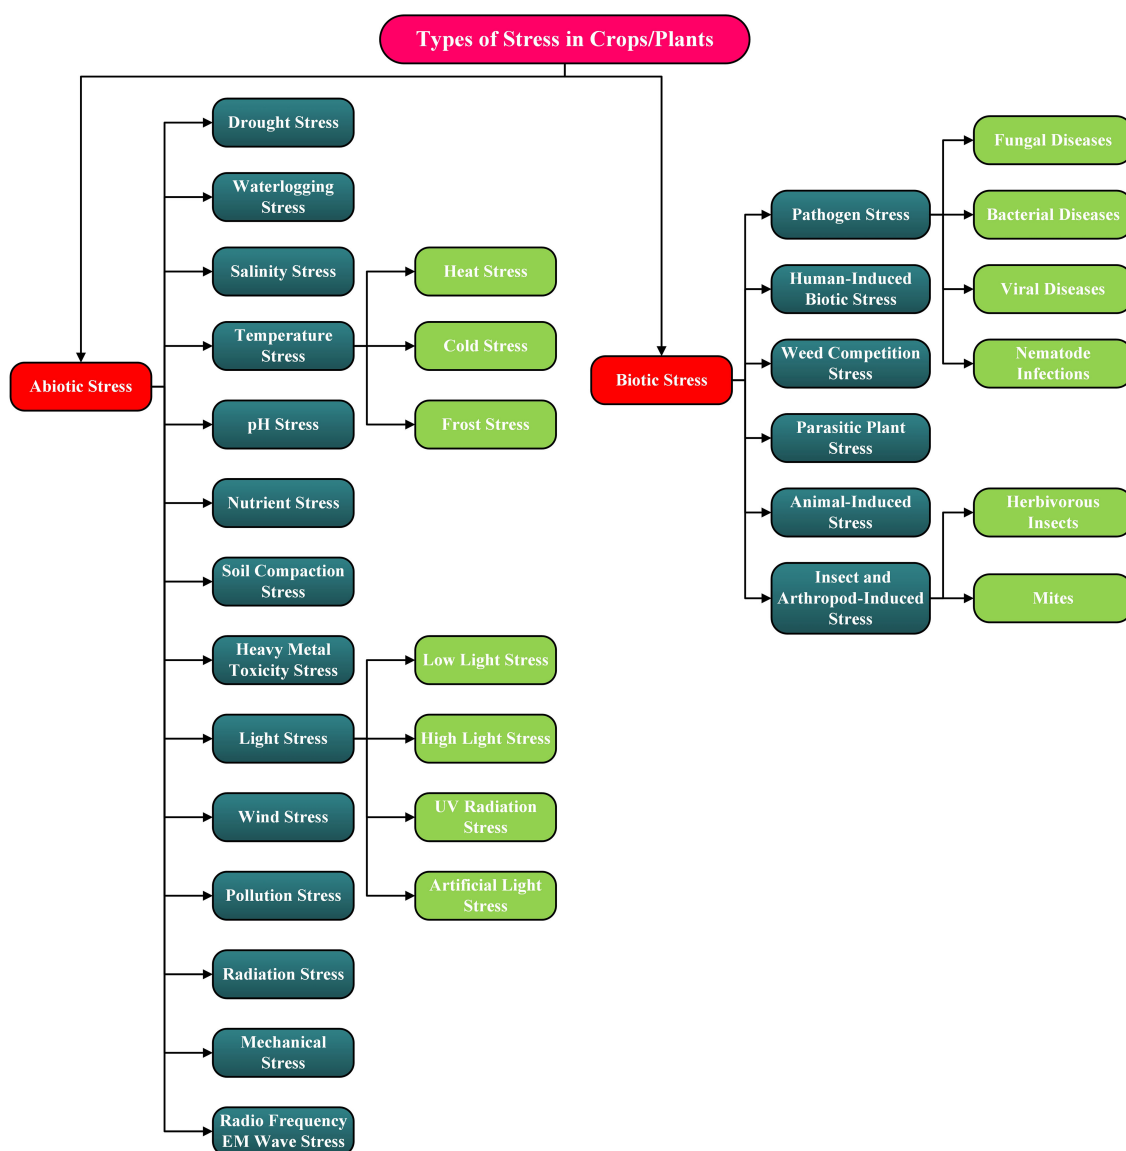 Types of Stress in Crops/Plants
Abiotic Stress
Drought Stress
Waterlogging
Stress
Salinity Stress
Temperature
Stress
Heat Stress
Cold Stress
Frost Stress
pH Stress
Nutrient Stress
Soil Compaction
Stress
Heavy Metal
Toxicity Stress
Light Stress
Low Light Stress
High Light Stress
UV Radiation
Stress
Artificial Light
Stress
Wind Stress
Pollution Stress
Radiation Stress
Mechanical
Stress
Radio Frequency
EM Wave Stress
Biotic Stress
Pathogen Stress
Fungal Diseases
Bacterial Diseases
Viral Diseases
Nematode
Infections
Human-Induced
Biotic Stress
Weed Competition
Stress
Parasitic Plant
Stress
Animal-Induced
Stress
Insect and
Arthropod-Induced
Stress
Herbivorous
Insects
Mites